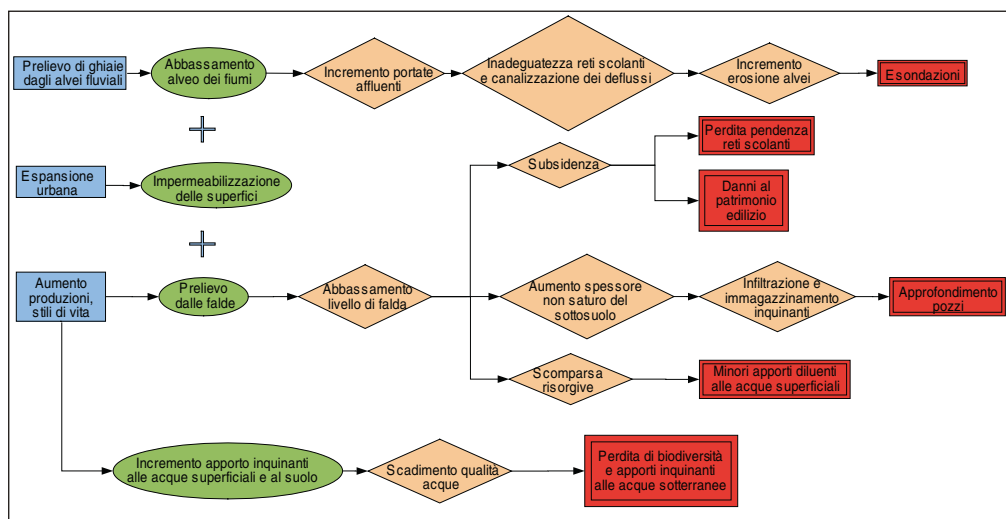 Prelievo di ghiaie
dagli alvei fluviali
Abbassamento
alveo dei fiumi
Incremento portate
affluenti
Inadeguatezza reti scolanti
e canalizzazione dei deflussi
Incremento
erosione alvei
Esondazioni
Perdita pendenza
reti scolanti
Subsidenza
Espansione
urbana
Impermeabilizzazione
delle superfici
Danni al
patrimonio
edilizio
Aumento
produzioni,
stili di vita
Prelievo
dalle falde
Abbassamento
livello di falda
Aumento spessore
non saturo del
sottosuolo
Infiltrazione e
immagazzinamento
inquinanti
Approfondimento
pozzi
Scomparsa
risorgive
Minori apporti diluenti
alle acque superficiali
Incremento apporto inquinanti
alle acque superficiali e al suolo
Scadimento qualità
acque
Perdita di biodiversità
e apporti inquinanti
alle acque sotterranee